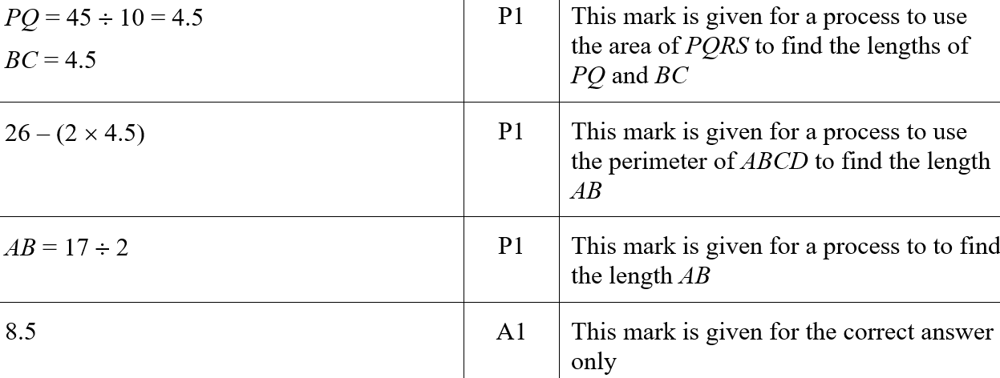 PQ = 45 ÷ 10 = 4.5
BC = 4.5
P1
This mark is given for a process to use
the area of PQRS to find the lengths of
PQ and BC
26 – (2 × 4.5)
P1
This mark is given for a process to use
the perimeter of ABCD to find the length
AB
AB = 17 ÷ 2
P1
This mark is given for a process to to find
the length AB
8.5
A1
This mark is given for the correct answer
only